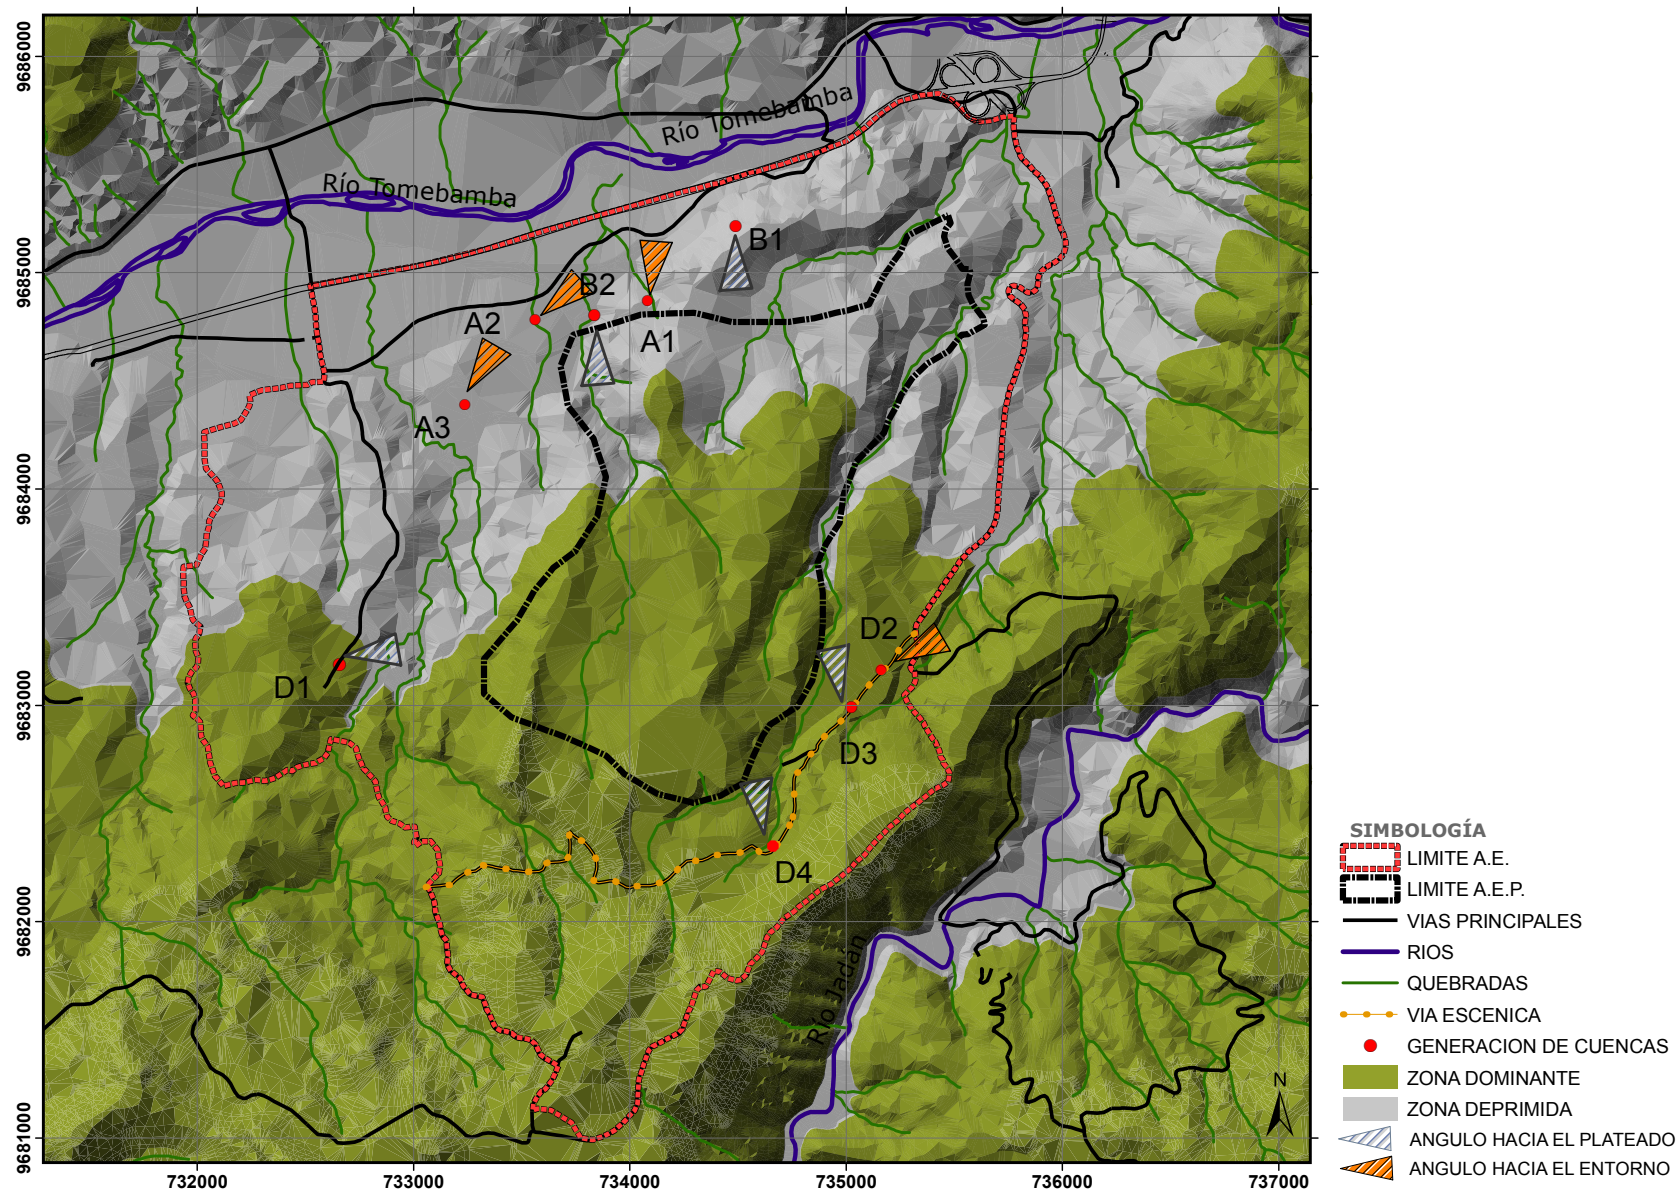 9686000
9685000
9684000
9683000
9682000
9681000
Río Tomebamba
Río Tomebamba
B1
B2
A2
A1
A3
D2
D1
D3
D4
Río Jadán
N
732000
733000
734000
735000
736000
737000
SIMBOLOGÍA
LIMITE A.E.
LIMITE A.E.P.
VIAS PRINCIPALES
RIOS
QUEBRADAS
VIA ESCENICA
GENERACION DE CUENCAS
ZONA DOMINANTE
ZONA DEPRIMIDA
ANGULO HACIA EL PLATEADO
ANGULO HACIA EL ENTORNO